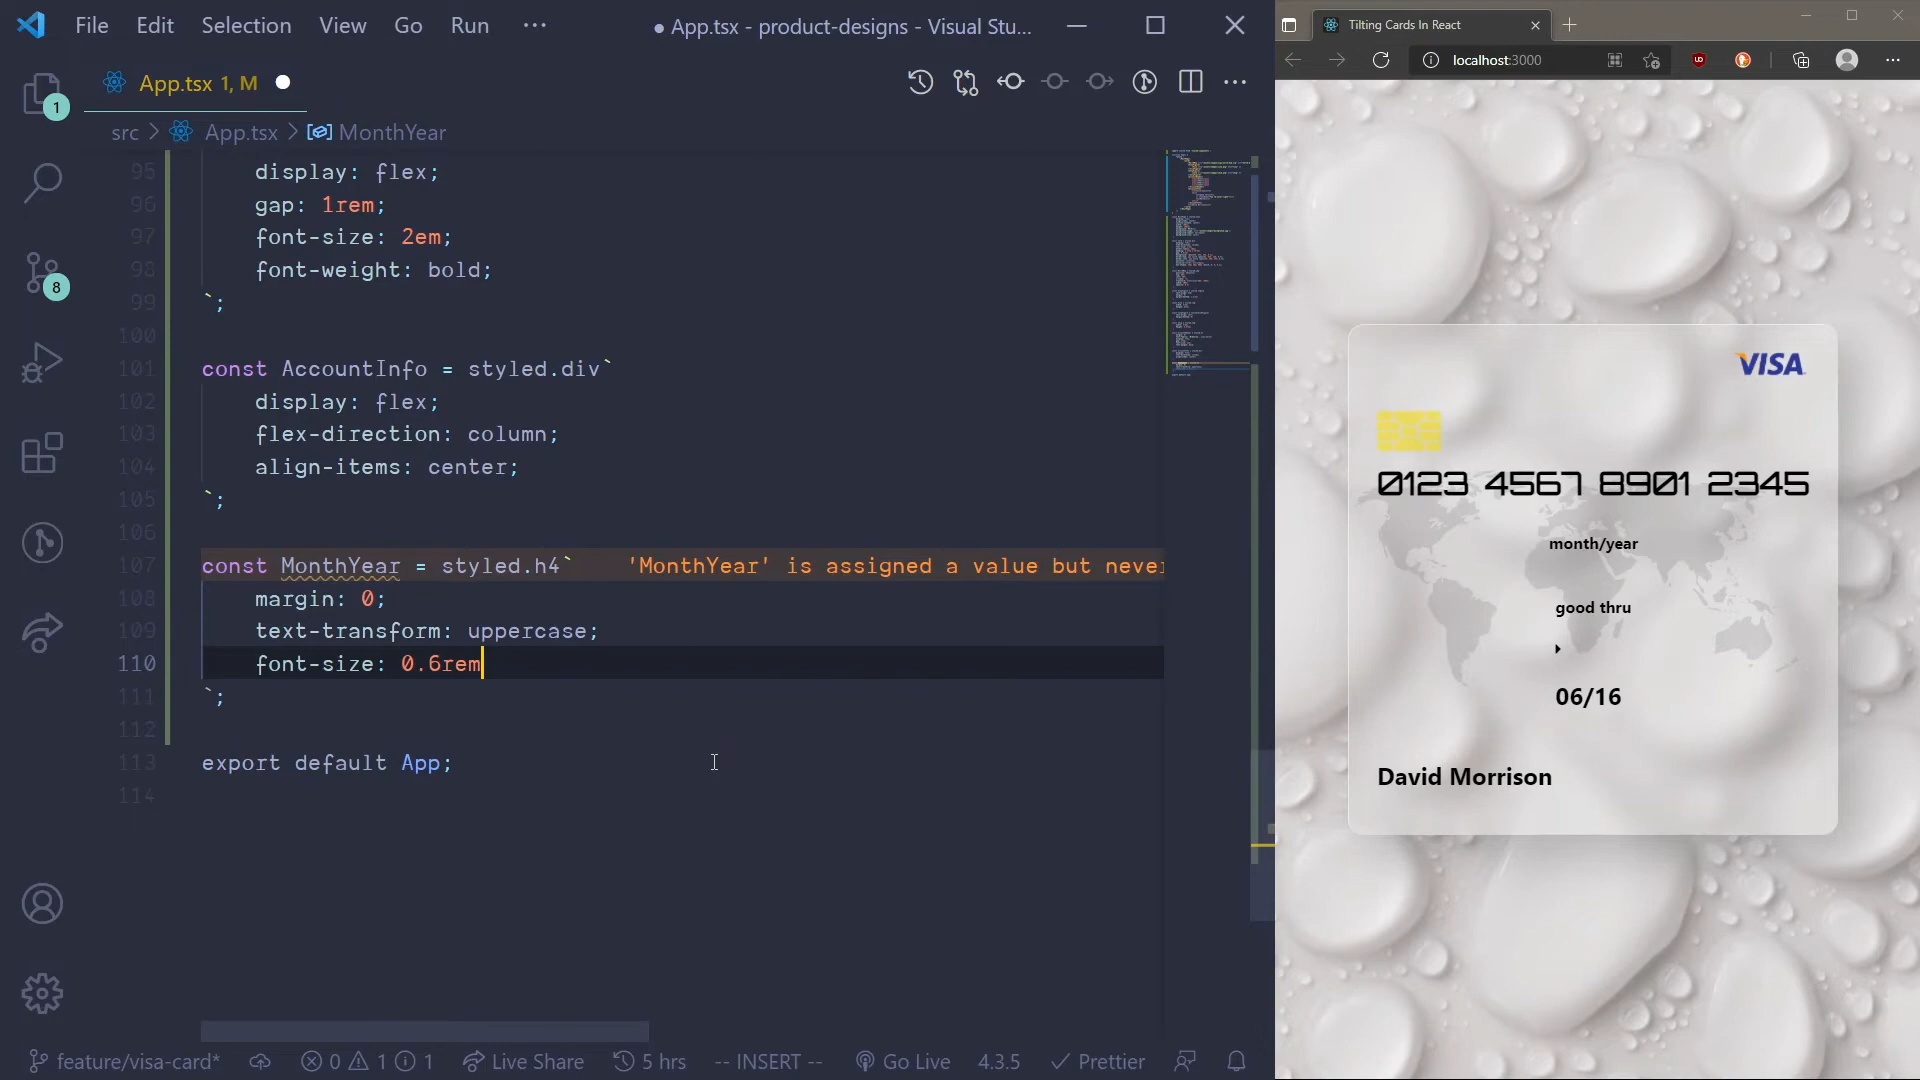 File Edit Selection View Go Run ···
● App.tsx - product-designs - Visual Stu...
App.tsx 1, M
src > App.tsx > MonthYear
1
8
95 display: flex;
96 gap: 1rem;
97 font-size: 2em;
98 font-weight: bold;
99 `;
100
101 const AccountInfo = styled.div`
102 display: flex;
103 flex-direction: column;
104 align-items: center;
105 `;
106
107 const MonthYear = styled.h4` 'MonthYear' is assigned a value but never
108 margin: 0;
109 text-transform: uppercase;
110 font-size: 0.6rem
111 `;
112
113 export default App;
114
feature/visa-card* 0 1 1 Live Share 5 hrs -- INSERT -- Go Live 4.3.5 Prettier
Tilting Cards In React
localhost:3000
VISA
0123 4567 8901 2345
month/year
good thru
06/16
David Morrison